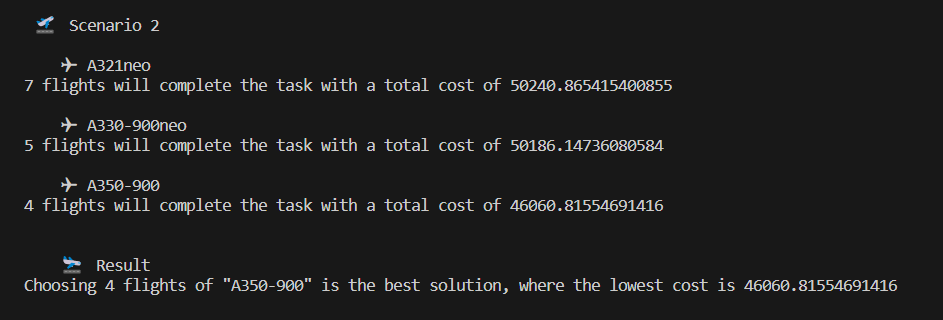 Scenario 2
A321neo
7 flights will complete the task with a total cost of 50240.865415400855
A330-900neo
5 flights will complete the task with a total cost of 50186.14736080584
A350-900
4 flights will complete the task with a total cost of 46060.81554691416
Result
Choosing 4 flights of "A350-900" is the best solution, where the lowest cost is 46060.81554691416